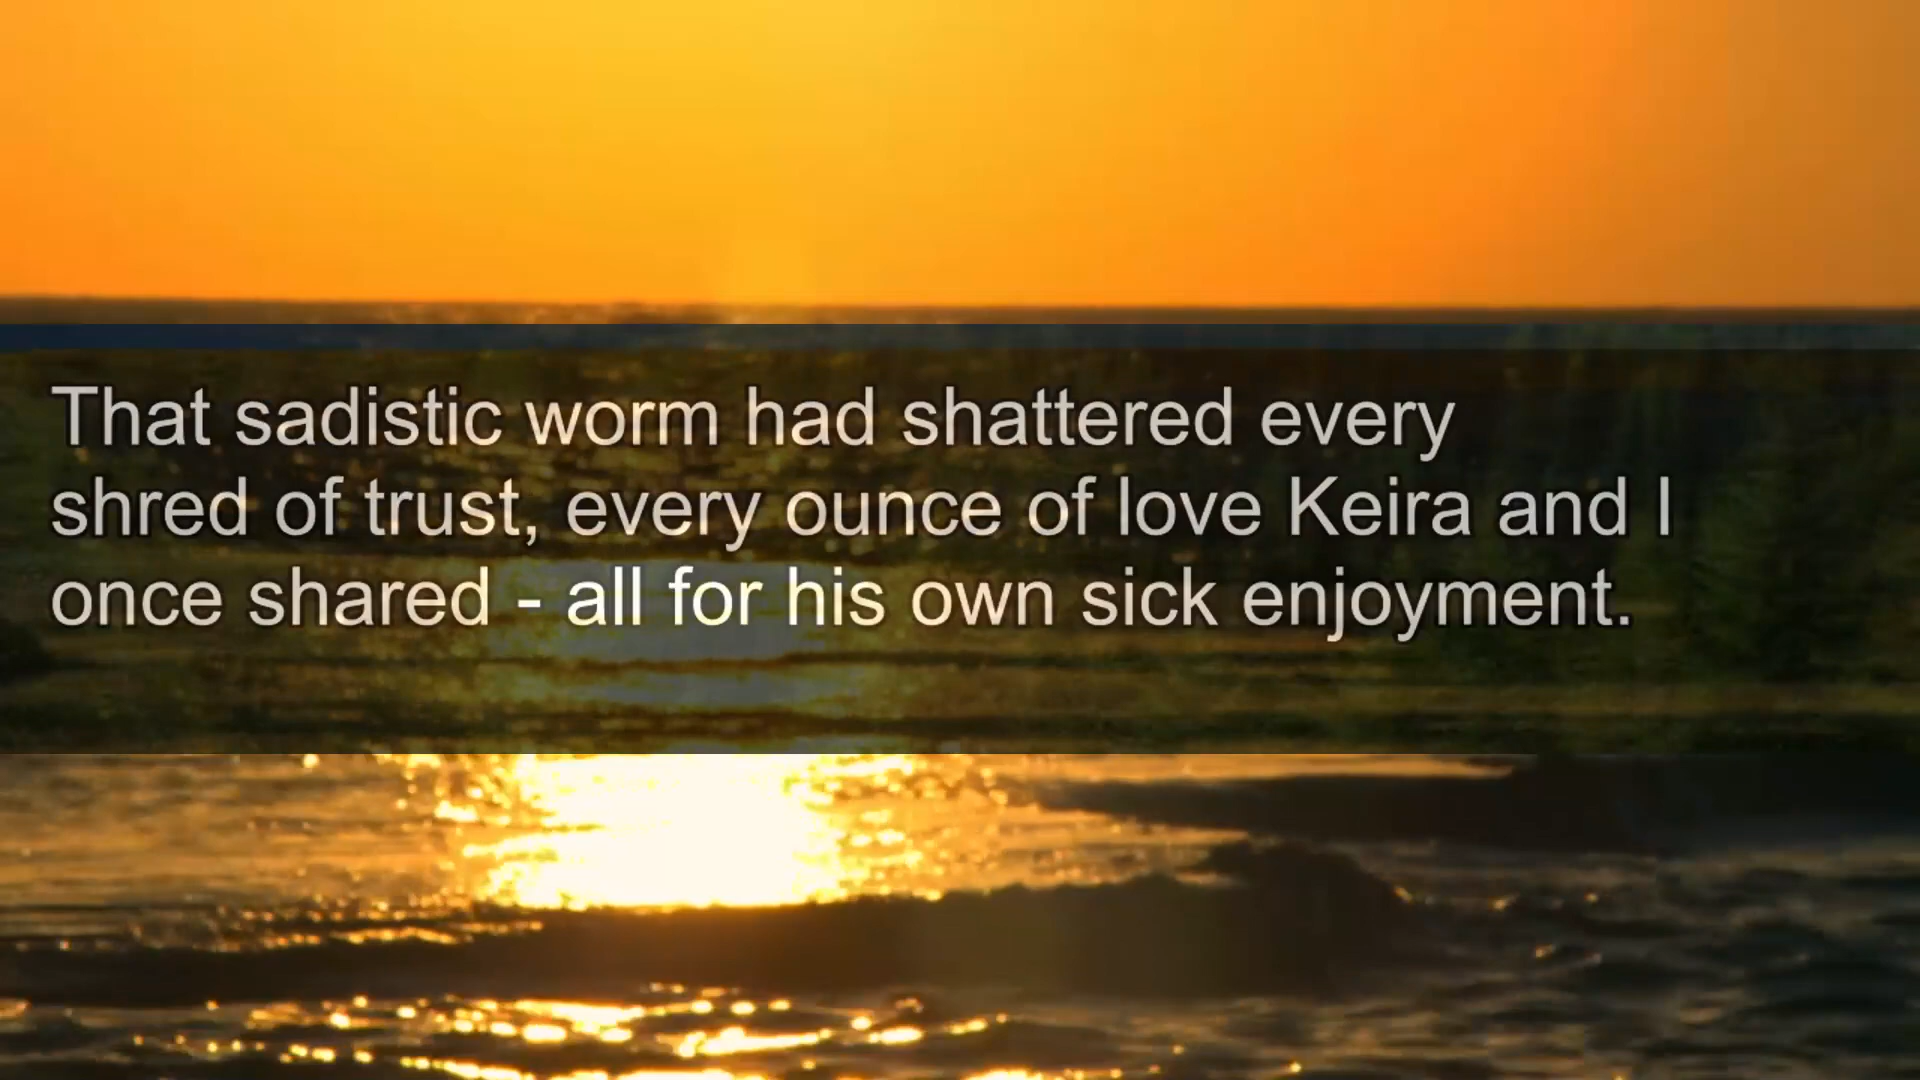 That sadistic worm had shattered every
shred of trust, every ounce of love Keira and I
once shared - all for his own sick enjoyment.